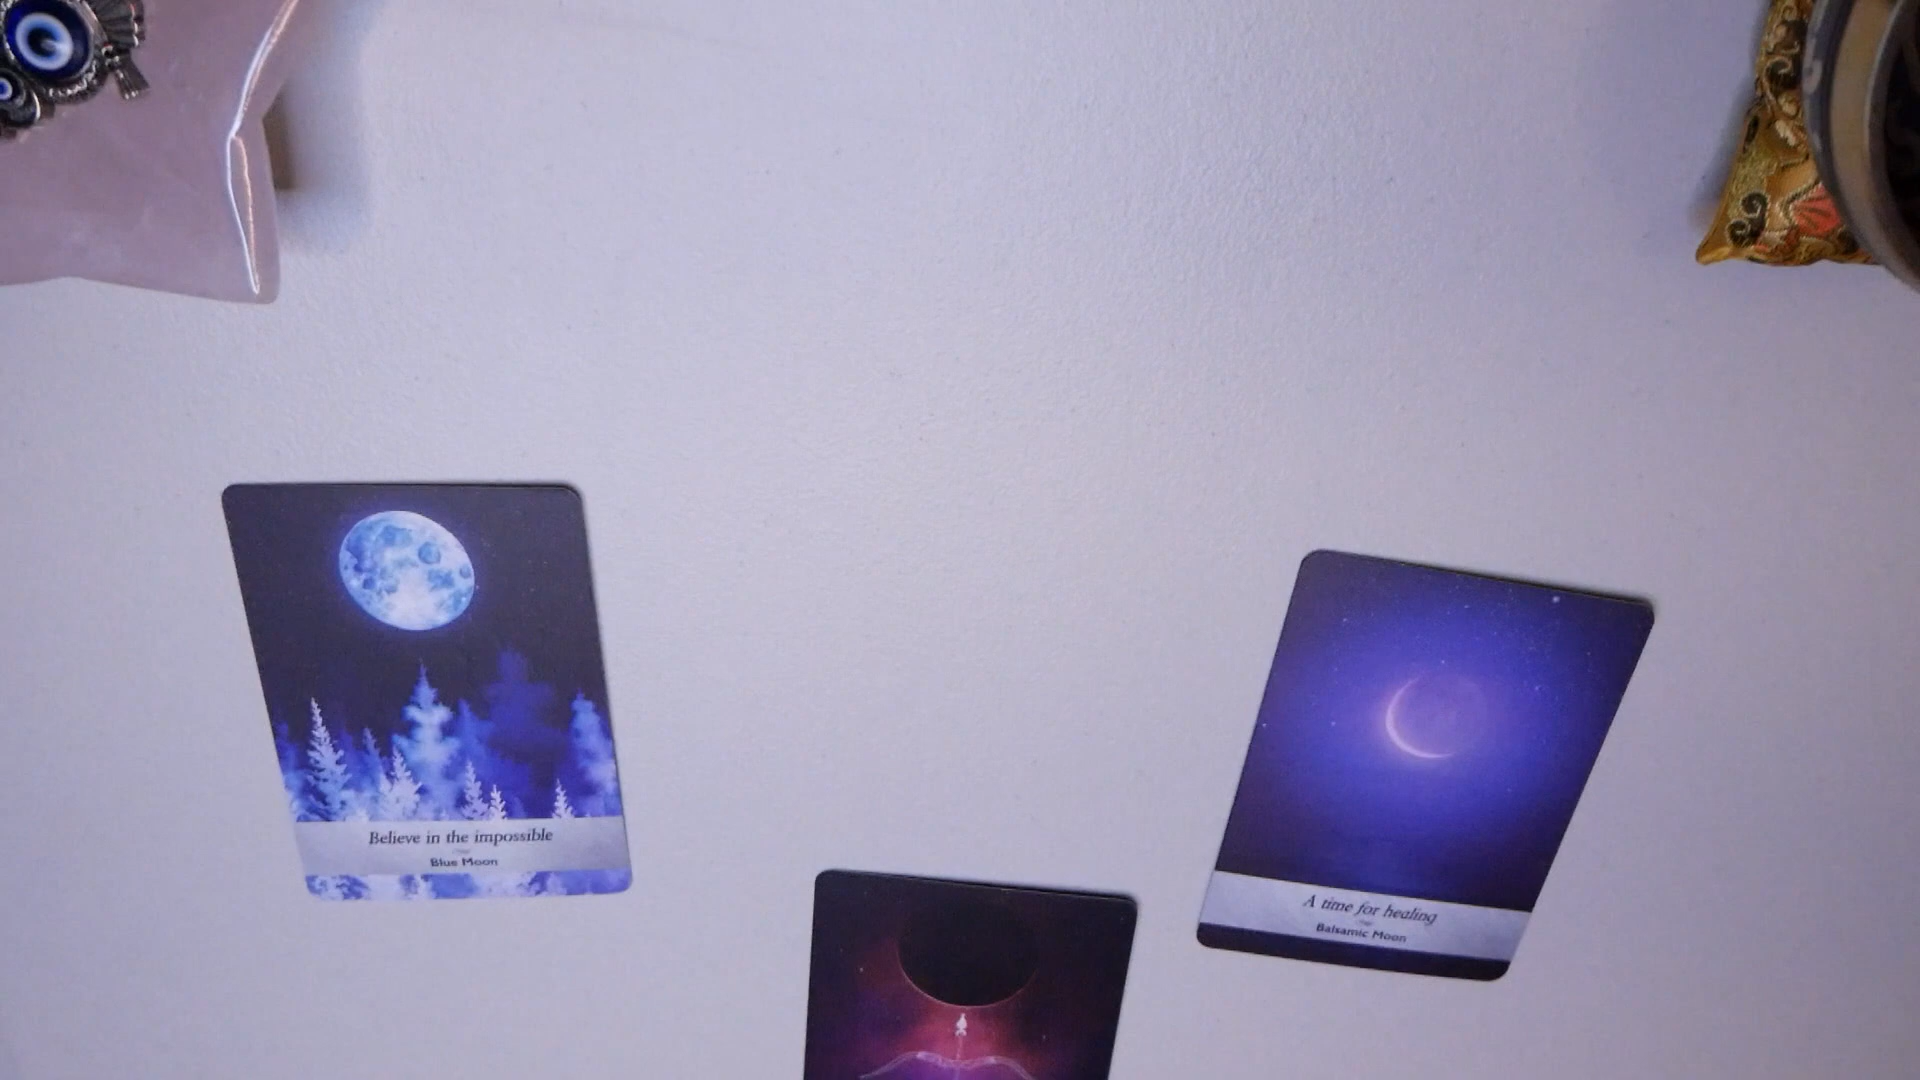 Believe in the impossible
Blue Moon
A time for healing
Balsamic Moon